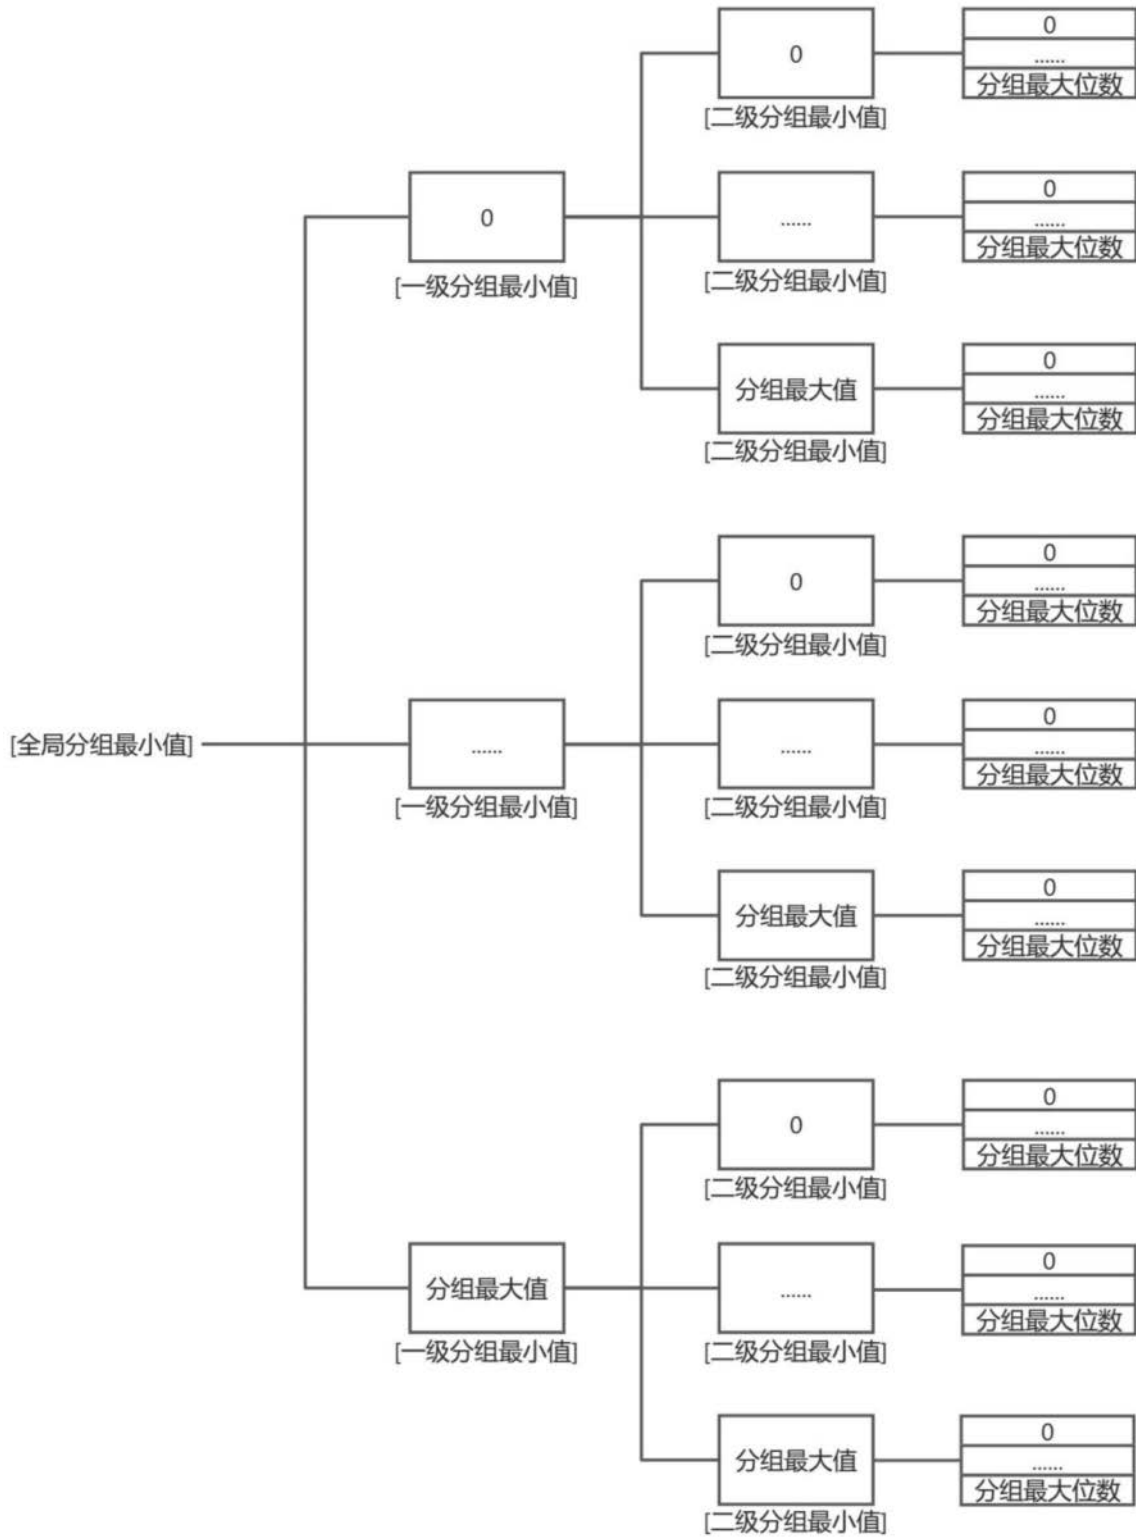 0
0
......
分组最大位数
[二级分组最小值]
0
[一级分组最小值]
......
0
......
分组最大位数
[二级分组最小值]
分组最大值
0
......
分组最大位数
[二级分组最小值]
0
0
......
分组最大位数
[二级分组最小值]
[全局分组最小值]
......
[一级分组最小值]
......
0
......
分组最大位数
[二级分组最小值]
分组最大值
0
......
分组最大位数
[二级分组最小值]
0
0
......
分组最大位数
[二级分组最小值]
分组最大值
[一级分组最小值]
......
0
......
分组最大位数
[二级分组最小值]
分组最大值
0
......
分组最大位数
[二级分组最小值]